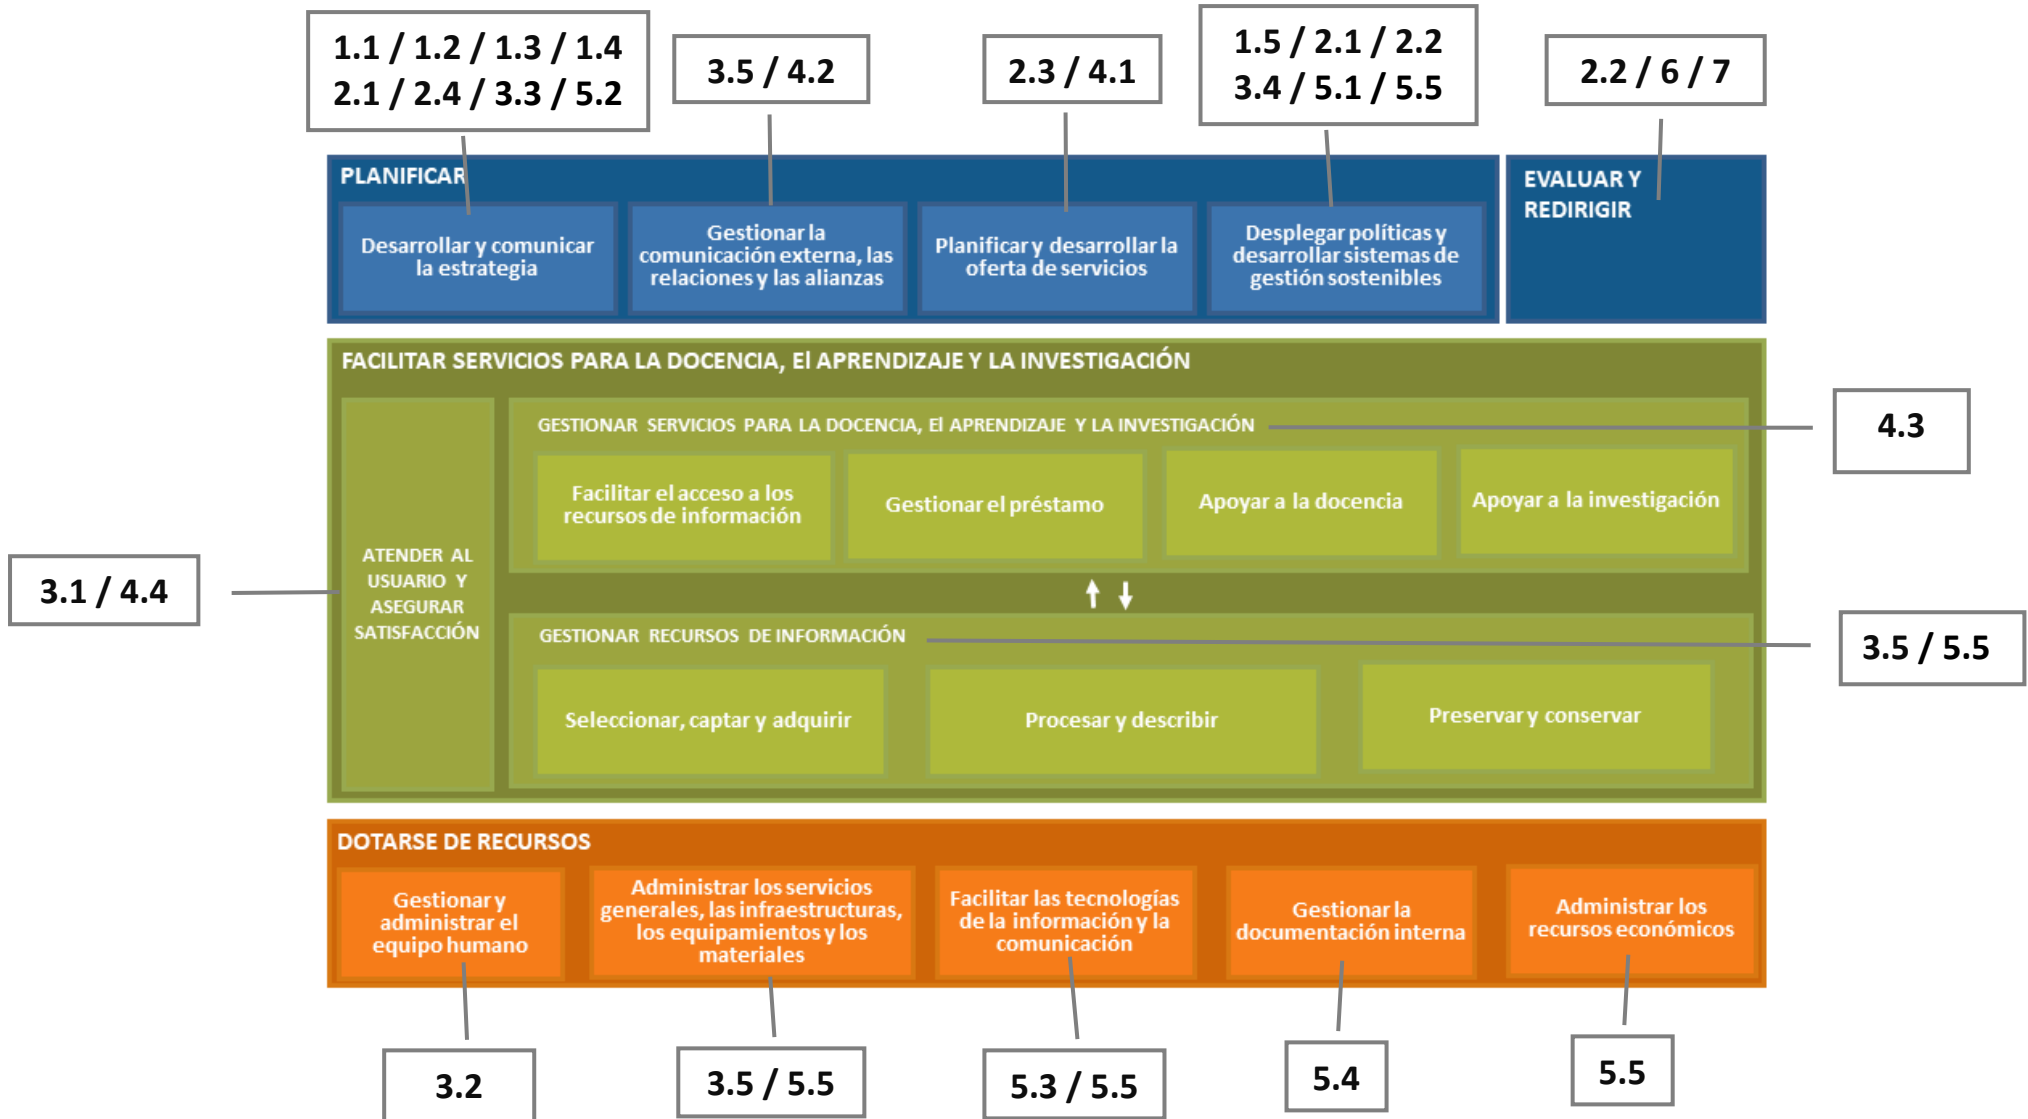 1.1 / 1.2 / 1.3 / 1.4
2.1 / 2.4 / 3.3 / 5.2
3.5 / 4.2
2.3 / 4.1
1.5 / 2.1 / 2.2
3.4 / 5.1 / 5.5
2.2 / 6 / 7
PLANIFICAR
Desarrollar y comunicar
la estrategia
Gestionar la
comunicación externa, las
relaciones y las alianzas
Planificar y desarrollar la
oferta de servicios
Desplegar políticas y
desarrollar sistemas de
gestión sostenibles
EVALUAR Y
REDIRIGIR
FACILITAR SERVICIOS PARA LA DOCENCIA, El APRENDIZAJE Y LA INVESTIGACIÓN
GESTIONAR SERVICIOS PARA LA DOCENCIA, El APRENDIZAJE Y LA INVESTIGACIÓN
4.3
Facilitar el acceso a los
recursos de información
Gestionar el préstamo
Apoyar a la docencia
Apoyar a la investigación
3.1 / 4.4
ATENDER AL
USUARIO Y
ASEGURAR
SATISFACCIÓN
GESTIONAR RECURSOS DE INFORMACIÓN
3.5 / 5.5
Seleccionar, captar y adquirir
Procesar y describir
Preservar y conservar
DOTARSE DE RECURSOS
Gestionar y
administrar el
equipo humano
Administrar los servicios
generales, las infraestructuras,
los equipamientos y los
materiales
Facilitar las tecnologías
de la información y la
comunicación
Gestionar la
documentación interna
Administrar los
recursos económicos
3.2
3.5 / 5.5
5.3 / 5.5
5.4
5.5